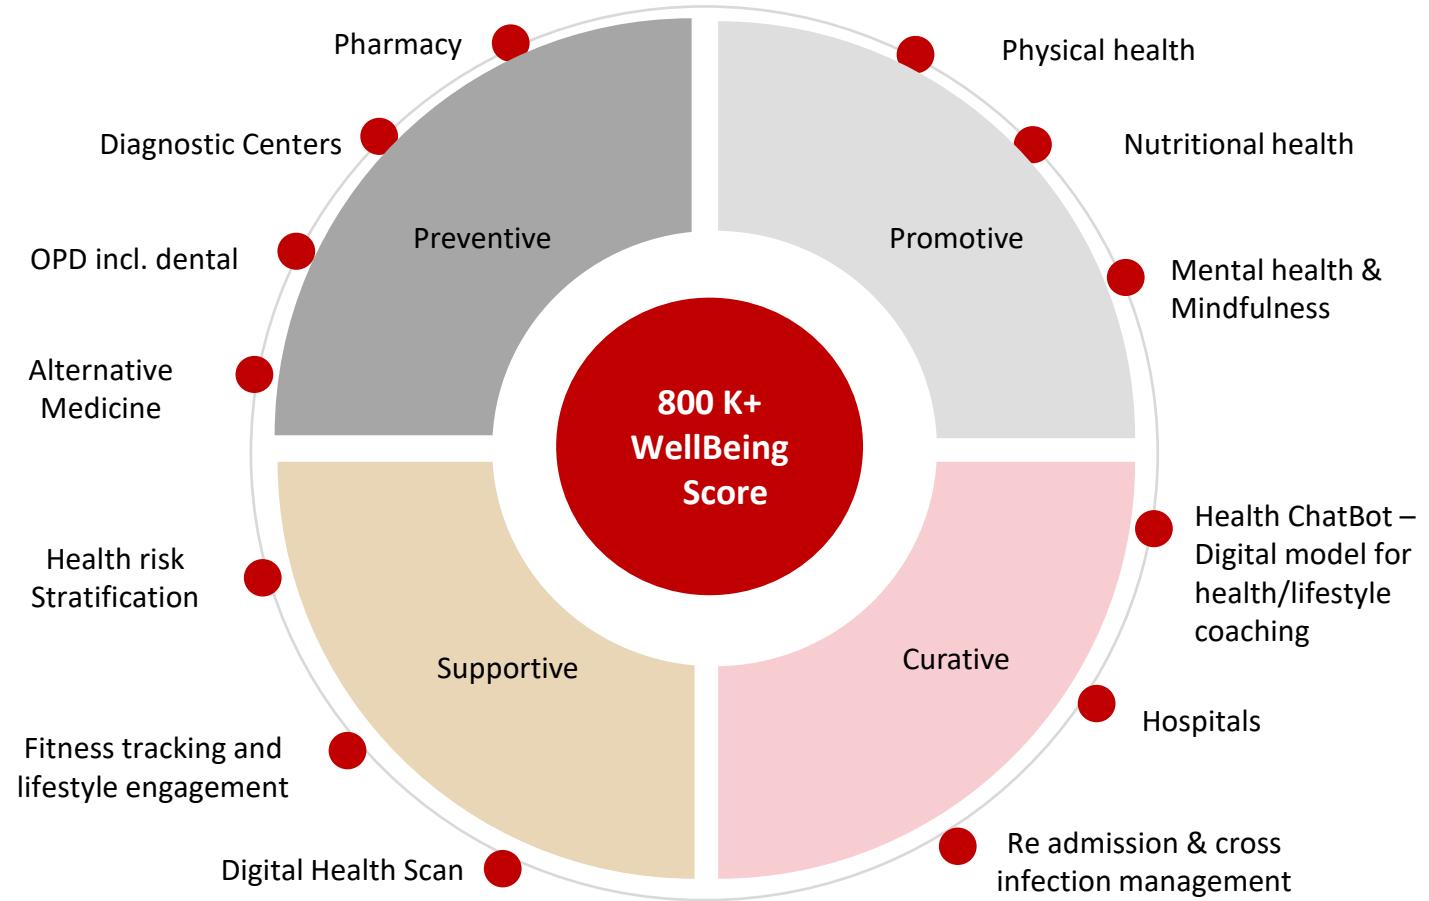 Pharmacy
Diagnostic Centers
OPD incl. dental
Alternative
Medicine
Preventive
Physical health
Nutritional health
Mental health &
Mindfulness
Promotive
800 K+
WellBeing
Score
Health risk
Stratification
Fitness tracking and
lifestyle engagement
Digital Health Scan
Supportive
Health ChatBot –
Digital model for
health/lifestyle
coaching
Hospitals
Re admission & cross
infection management
Curative